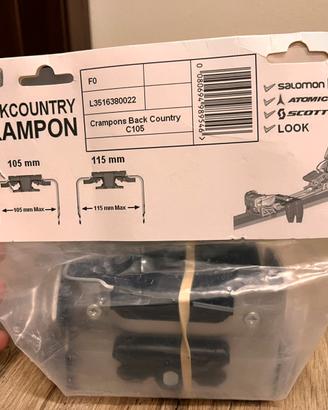 KCOUNTRY
RAMPON
F0
L3516380022
Crampons Back Country
C105
salomon
ATOMIC
SCOTT
LOOK
105 mm
115 mm
105 mm Max
115 mm Max